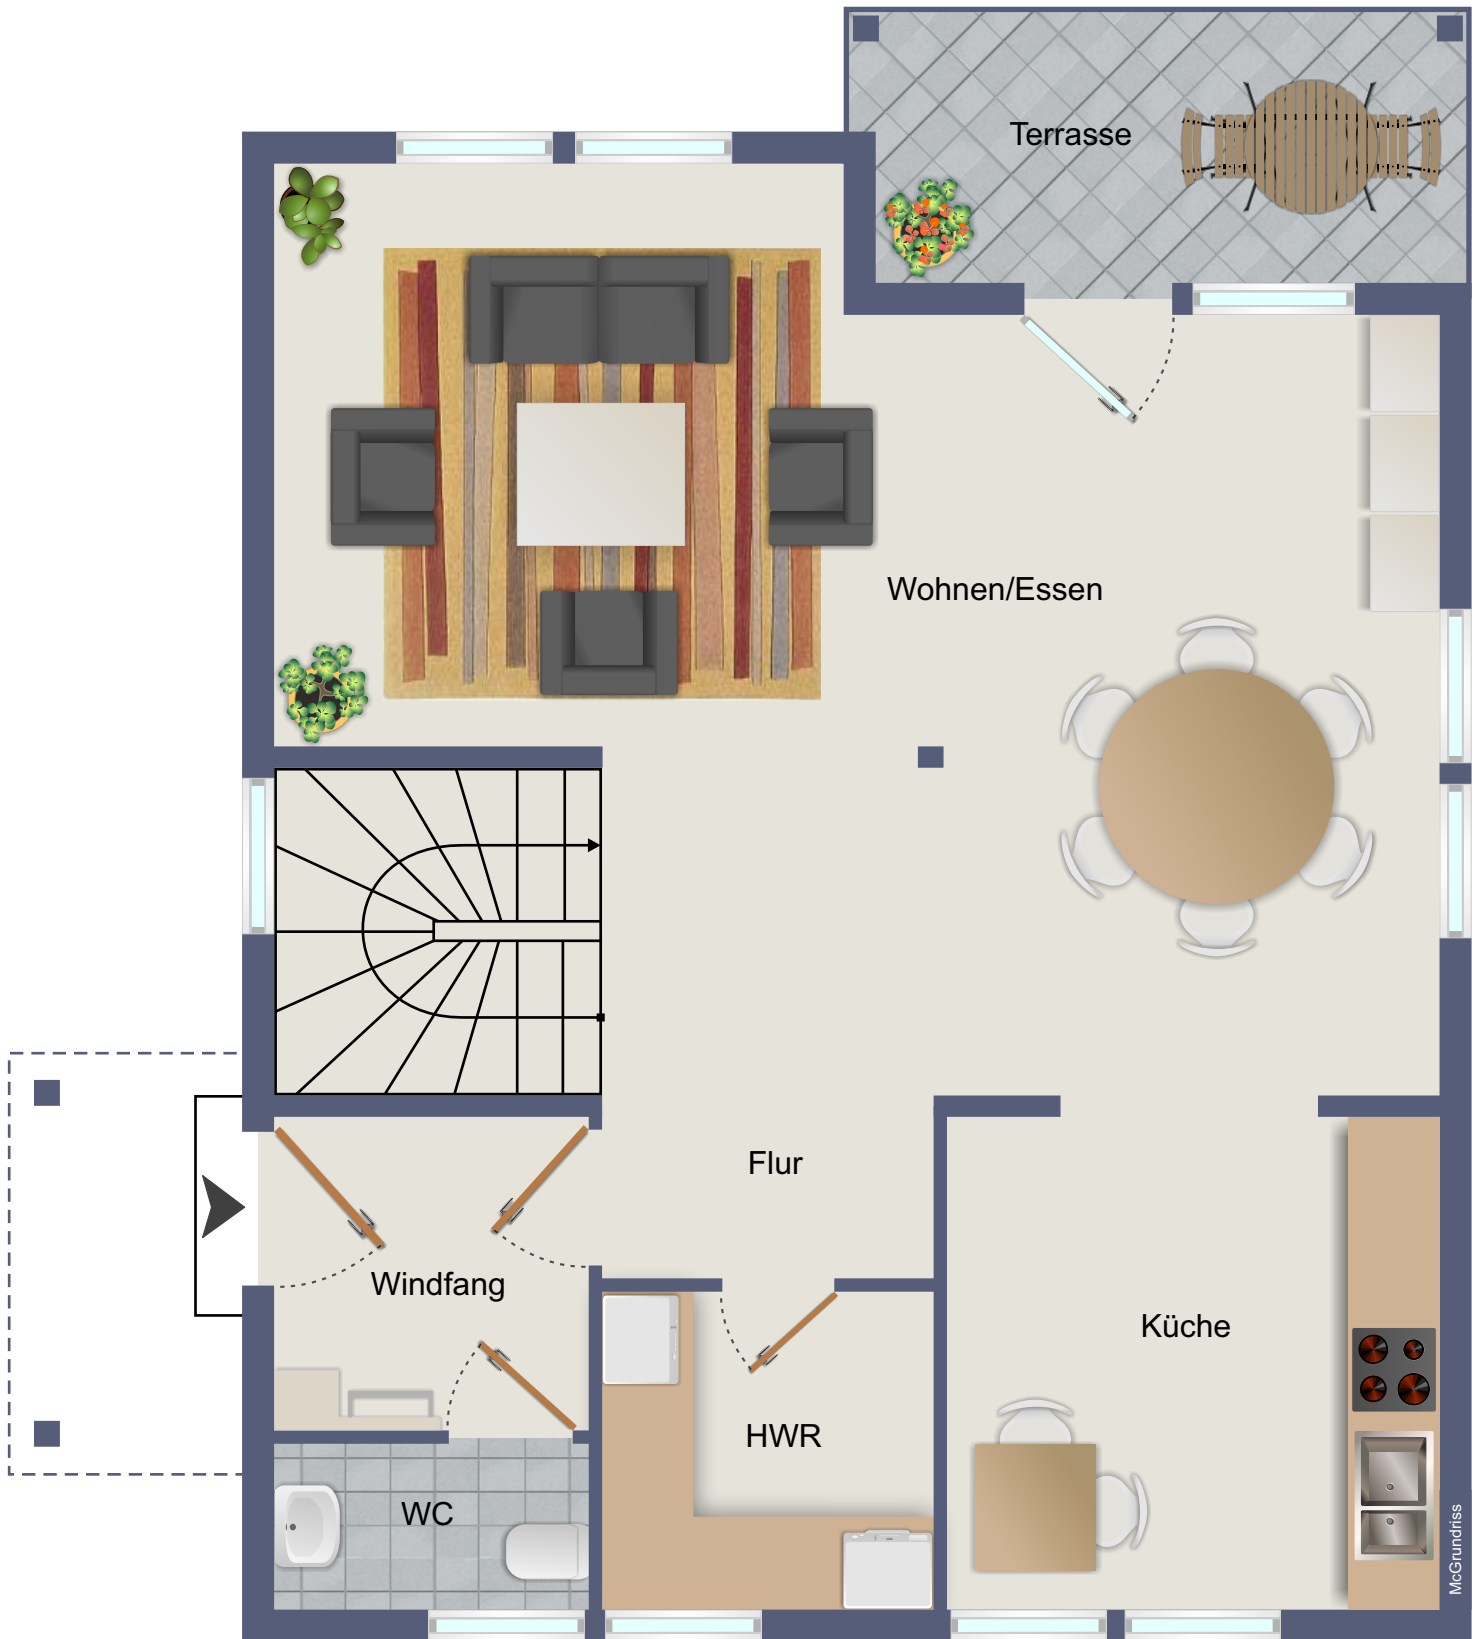 Terrasse
Wohnen/Essen
Flur
Windfang
Küche
HWR
WC
McGrundriss